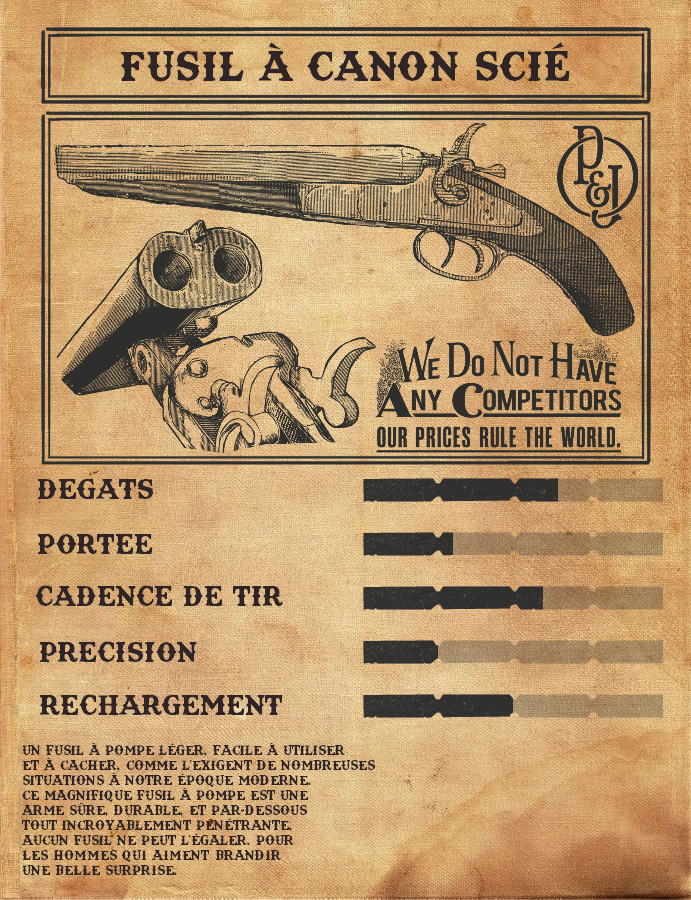 FUSIL À CANON SCIÉ
P&J
WE DO NOT HAVE
ANY COMPETITORS
OUR PRICES RULE THE WORLD.
DEGATS
PORTEE
CADENCE DE TIR
PRECISION
RECHARGEMENT
UN FUSIL À POMPE LÉGER, FACILE À UTILISER
ET À CACHER, COMME L'EXIGENT DE NOMBREUSES
SITUATIONS À NOTRE ÉPOQUE MODERNE.
CE MAGNIFIQUE FUSIL À POMPE EST UNE
ARME SÛRE, DURABLE, ET PAR-DESSOUS
TOUT INCROYABLEMENT PÉNÉTRANTE,
AUCUN FUSIL NE PEUT L'ÉGALER. POUR
LES HOMMES QUI AIMENT BRANDIR
UNE BELLE SURPRISE.